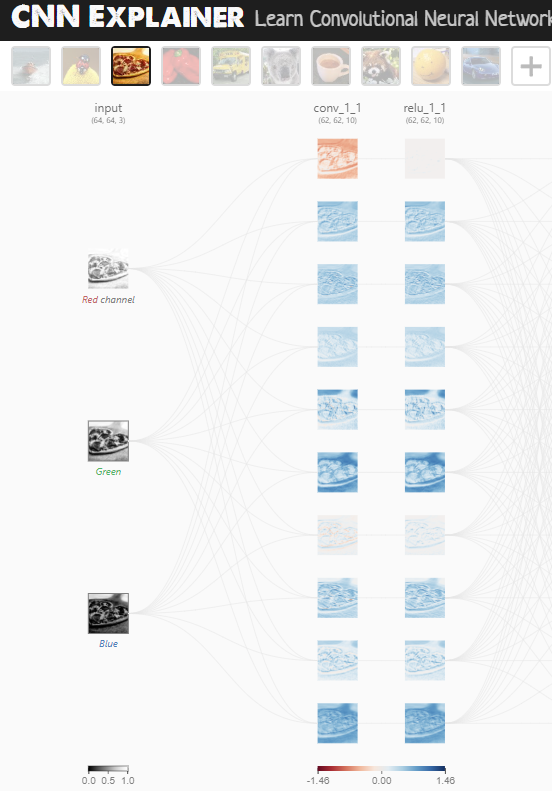 CNN EXPLAINER Learn Convolutional Neural Network
input
(64, 64, 3)
conv_1_1
(62, 62, 10)
relu_1_1
(62, 62, 10)
Red channel
Green
Blue
0.0 0.5 1.0
-1.46 0.00 1.46